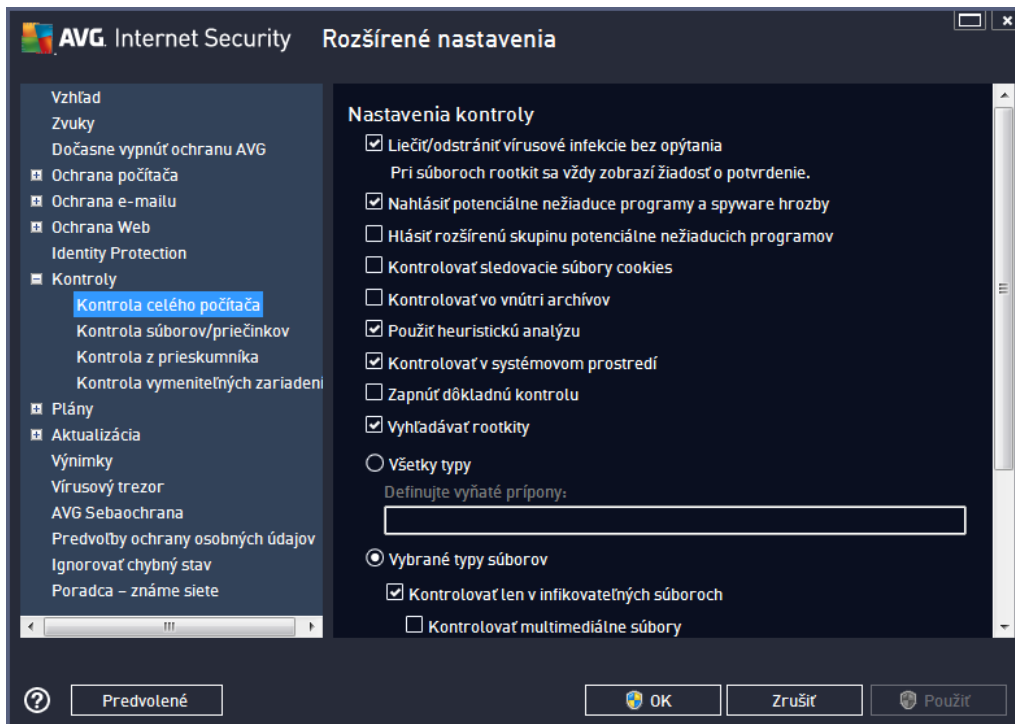 AVG. Internet Security Rozšírené nastavenia
Vzhľad
Zvuky
Dočasne vypnúť ochranu AVG
Ochrana počítača
Ochrana e-mailu
Ochrana Web
Identity Protection
Kontroly
Kontrola celého počítača
Kontrola súborov/priečinkov
Kontrola z prieskumníka
Kontrola vymeniteľných zariadení
Plány
Aktualizácia
Výnimky
Vírusový trezor
AVG Sebaochrana
Predvoľby ochrany osobných údajov
Ignorovať chybný stav
Poradca – známe siete
Nastavenia kontroly
Liečiť/odstrániť vírusové infekcie bez opýtania
Pri súboroch rootkit sa vždy zobrazí žiadosť o potvrdenie.
Nahlásiť potenciálne nežiaduce programy a spyware hrozby
Hlásiť rozšírenú skupinu potenciálne nežiaducich programov
Kontrolovať sledovacie súbory cookies
Kontrolovať vo vnútri archívov
Použiť heuristickú analýzu
Kontrolovať v systémovom prostredí
Zapnúť dôkladnú kontrolu
Vyhľadávať rootkity
Všetky typy
Definujte vyňaté prípony:
Vybrané typy súborov
Kontrolovať len v infikovateľných súboroch
Kontrolovať multimediálne súbory
Predvolené
OK
Zrušiť
Použiť